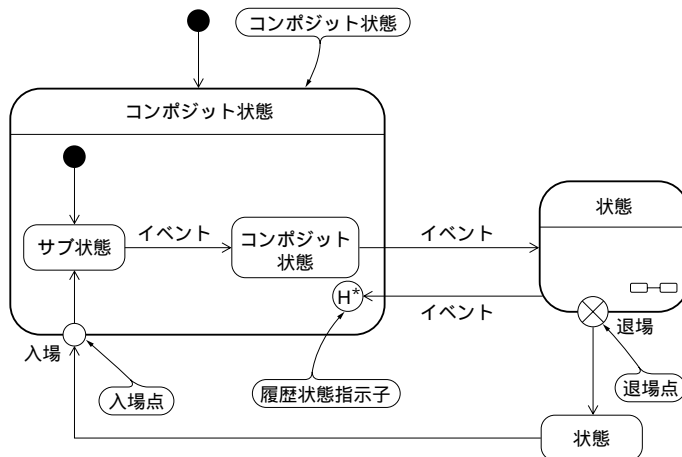 コンポジット状態
コンポジット状態
サブ状態
イベント
コンポジット
状態
イベント
状態
H*
イベント
入場
入場点
履歴状態指示子
退場
退場点
状態